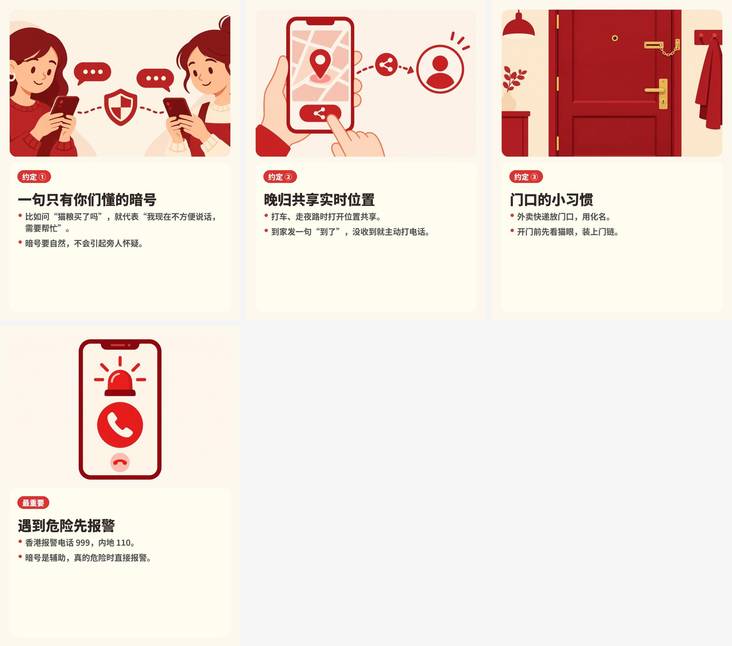 约定 ①
一句只有你们懂的暗号
• 比如问“猫粮买了吗”，就代表“我现在不方便说话，
需要帮忙”。
• 暗号要自然，不会引起旁人怀疑。
约定 ②
晚归共享实时位置
• 打车、走夜路时打开位置共享。
• 到家发一句“到了”，没收到就主动打电话。
约定 ③
门口的小习惯
• 外卖快递放门口，用化名。
• 开门前先看猫眼，装上门链。
最重要
遇到危险先报警
• 香港报警电话 999，内地 110。
• 暗号是辅助，真的危险时直接报警。